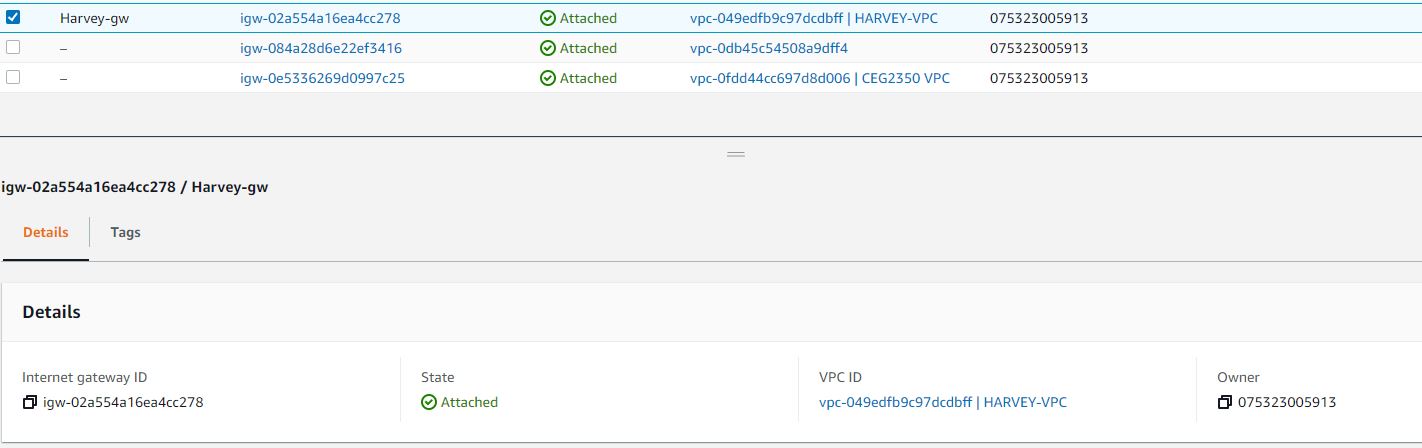 Harvey-gw igw-02a554a16ea4cc278 Attached vpc-049edfb9c97dcdbff | HARVEY-VPC 075323005913
– igw-084a28d6e22ef3416 Attached vpc-0db45c54508a9dff4 075323005913
– igw-0e5336269d0997c25 Attached vpc-0fdd44cc697d8d006 | CEG2350 VPC 075323005913
igw-02a554a16ea4cc278 / Harvey-gw
Details Tags
Details
Internet gateway ID State VPC ID Owner
igw-02a554a16ea4cc278 Attached vpc-049edfb9c97dcdbff | HARVEY-VPC 075323005913